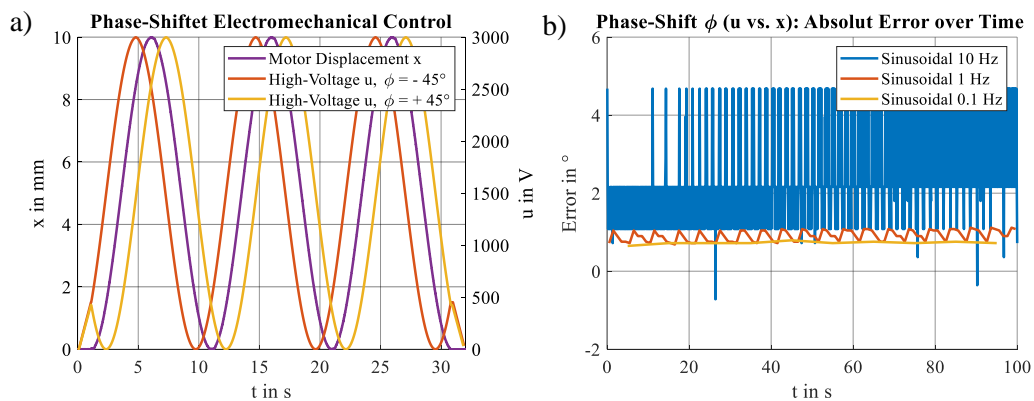 a)
Phase-Shiftet Electromechanical Control
10
8
6
4
2
0
x in mm
3000
2500
2000
1500
1000
500
0
u in V
Motor Displacement x
High-Voltage u, ϕ = - 45°
High-Voltage u, ϕ = + 45°
0 5 10 15 20 25 30
t in s
b)
Phase-Shift ϕ (u vs. x): Absolut Error over Time
6
4
2
0
-2
Error in °
Sinusoidal 10 Hz
Sinusoidal 1 Hz
Sinusoidal 0.1 Hz
0 20 40 60 80 100
t in s